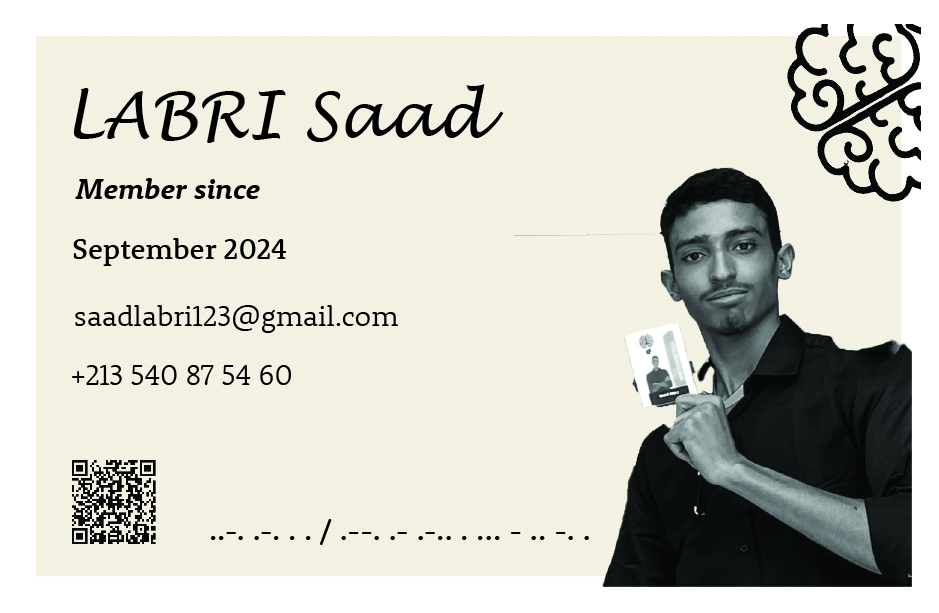 LABRI Saad
Member since
September 2024
saadlabri123@gmail.com
+213 540 87 54 60
..-. .-. . . / .--. .- .-.. . ... - .. -. .